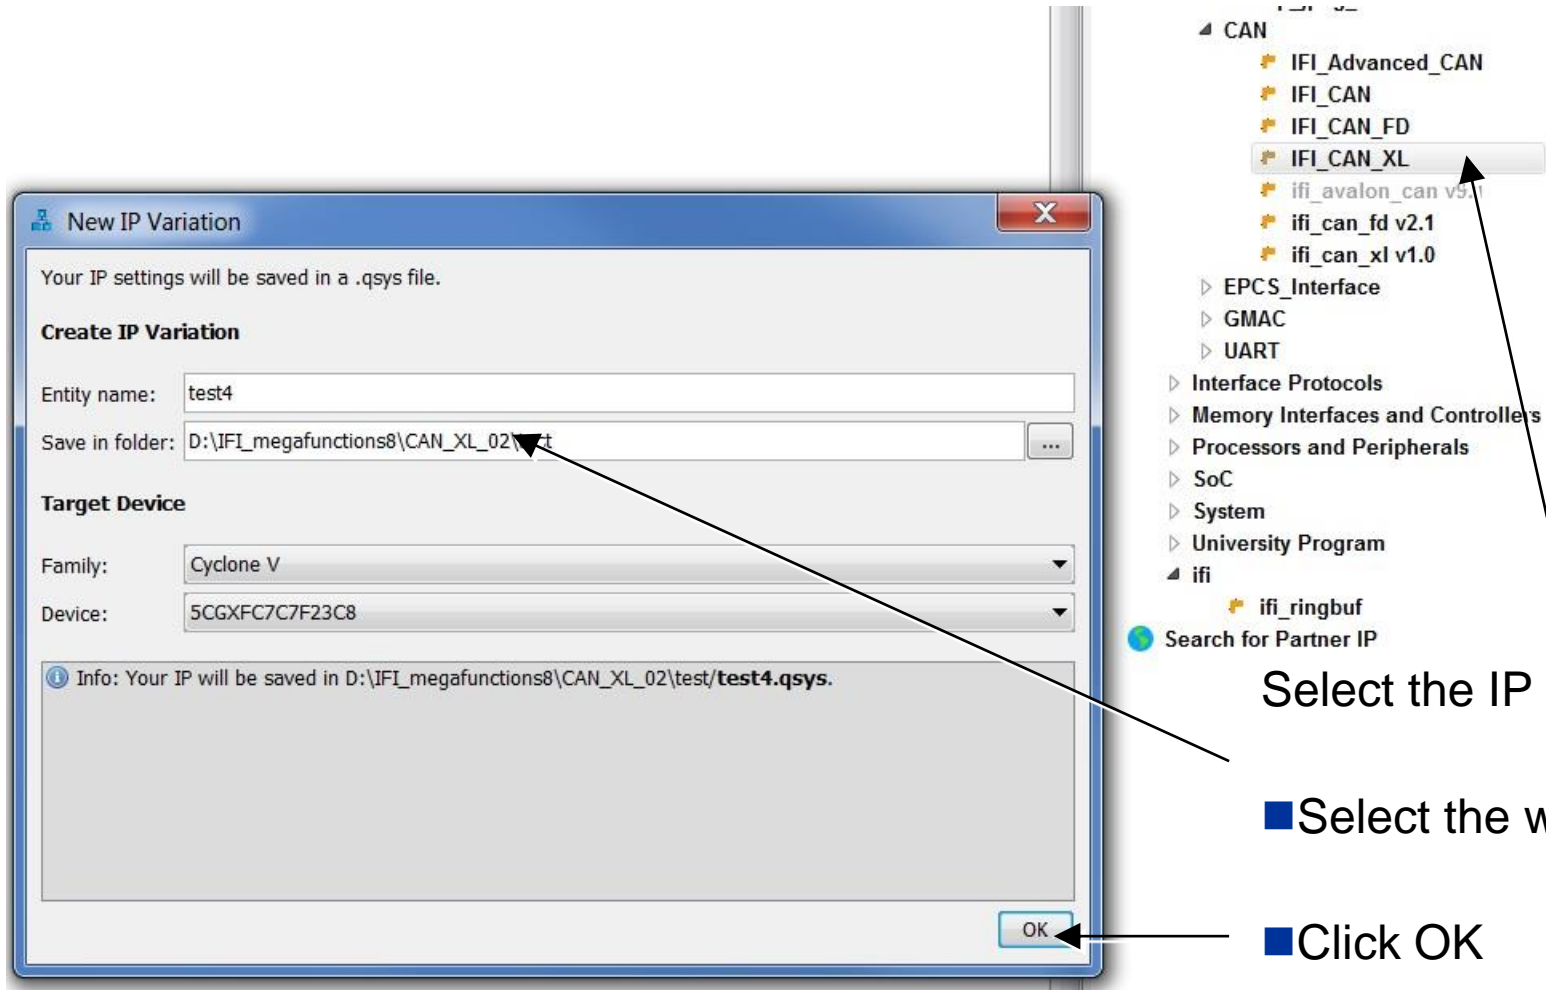 New IP Variation
Your IP settings will be saved in a .qsys file.
Create IP Variation
Entity name: test4
Save in folder: D:\IFI_megafunctions8\CAN_XL_02\
...
Target Device
Family: Cyclone V
Device: 5CGXFC7C7F23C8
Info: Your IP will be saved in D:\IFI_megafunctions8\CAN_XL_02\test/test4.qsys.
OK
CAN
IFI_Advanced_CAN
IFI_CAN
IFI_CAN_FD
IFI_CAN_XL
ifi_avalon_can
ifi_can_fd v2.1
ifi_can_xl v1.0
EPCS_Interface
GMAC
UART
Interface Protocols
Memory Interfaces and Controllers
Processors and Peripherals
SoC
System
University Program
ifi
ifi_ringbuf
Search for Partner IP
Select the IP
■Select the
■Click OK